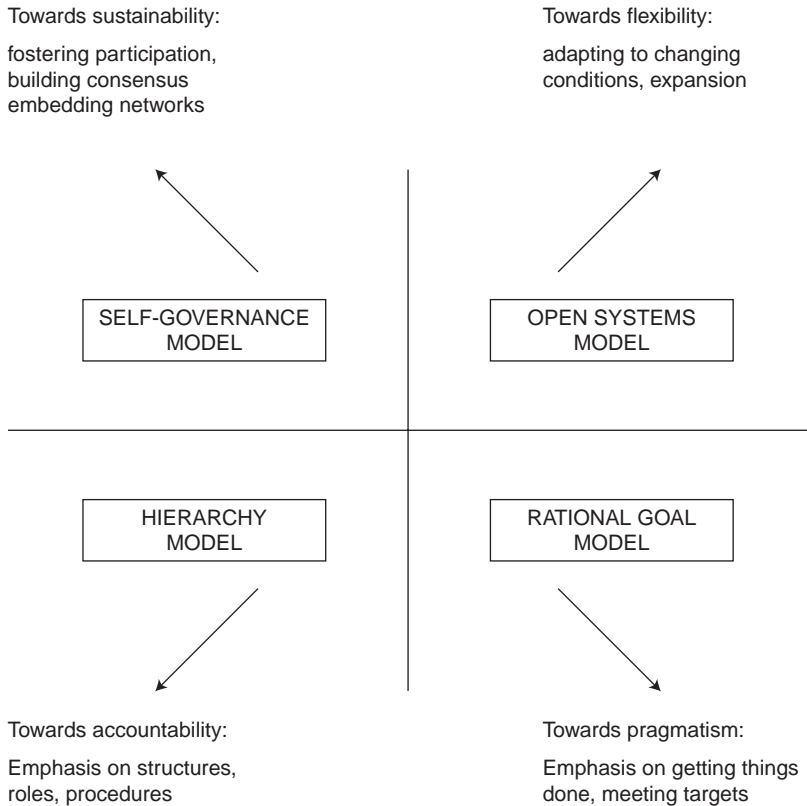 Towards sustainability:
fostering participation,
building consensus
embedding networks
Towards flexibility:
adapting to changing
conditions, expansion
SELF-GOVERNANCE
MODEL
OPEN SYSTEMS
MODEL
HIERARCHY
MODEL
RATIONAL GOAL
MODEL
Towards accountability:
Emphasis on structures,
roles, procedures
Towards pragmatism:
Emphasis on getting things
done, meeting targets